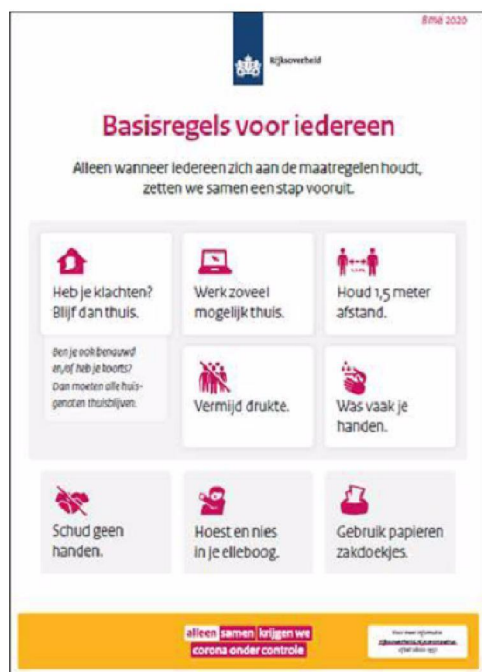 8 mei 2020
Rijksoverheid
Basisregels voor iedereen
Alleen wanneer iedereen zich aan de maatregelen houdt,
zetten we samen een stap vooruit.
Heb je klachten?
Blijf dan thuis.
Werk zoveel
mogelijk thuis.
Houd 1,5 meter
afstand.
Ben je ook benauwd
en/of heb je koorts?
Dan moeten alle huis-
genoten thuisblijven.
Vermijd drukte.
Was vaak je
handen.
Schud geen
handen.
Hoest en nies
in je elleboog.
Gebruik papieren
zakdoekjes.
alleen samen krijgen we
corona onder controle
Voor meer informatie